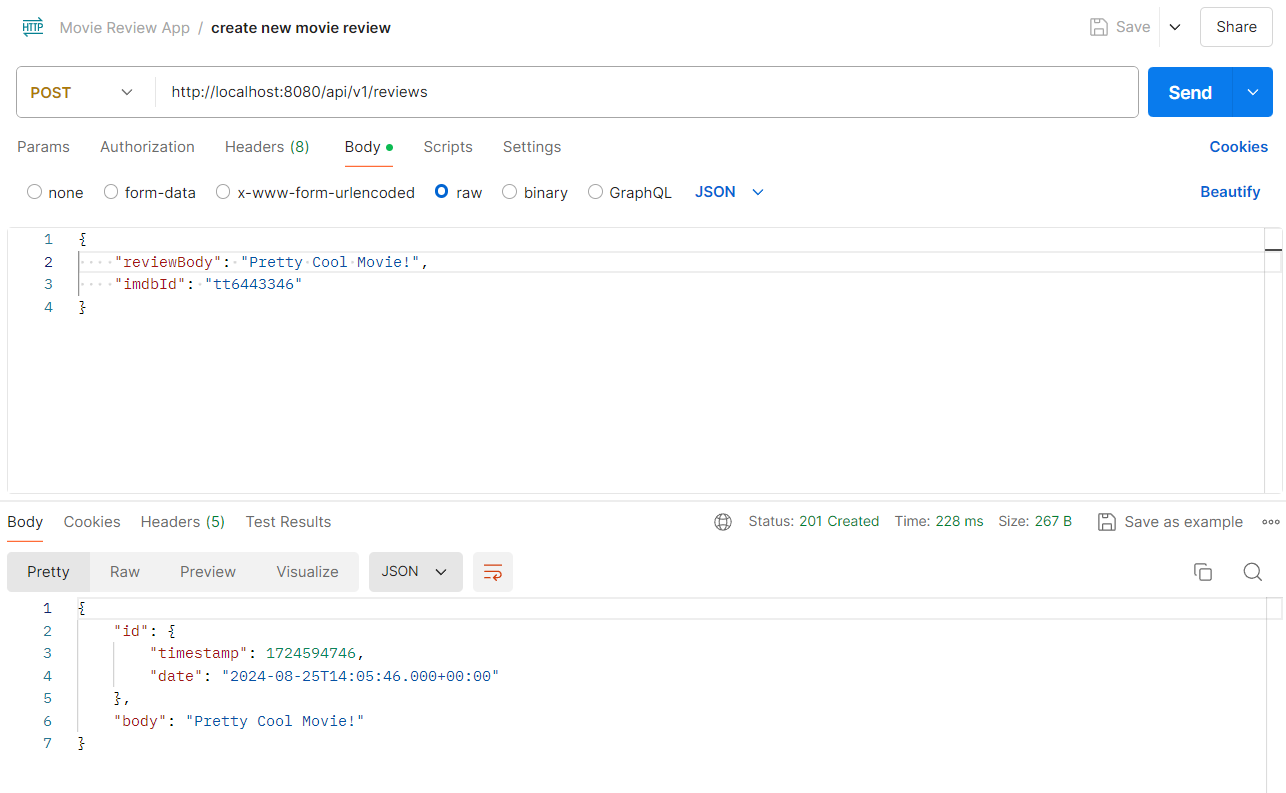 HTTP Movie Review App / create new movie review Save Share
POST http://localhost:8080/api/v1/reviews Send
Params Authorization Headers (8) Body Scripts Settings Cookies
none form-data x-www-form-urlencoded raw binary GraphQL JSON Beautify
1 {
2 "reviewBody": "Pretty Cool Movie!",
3 "imdbId": "tt6443346"
4 }
Body Cookies Headers (5) Test Results Status: 201 Created Time: 228 ms Size: 267 B Save as example
Pretty Raw Preview Visualize JSON
1 {
2 "id": {
3 "timestamp": 1724594746,
4 "date": "2024-08-25T14:05:46.000+00:00"
5 },
6 "body": "Pretty Cool Movie!"
7 }